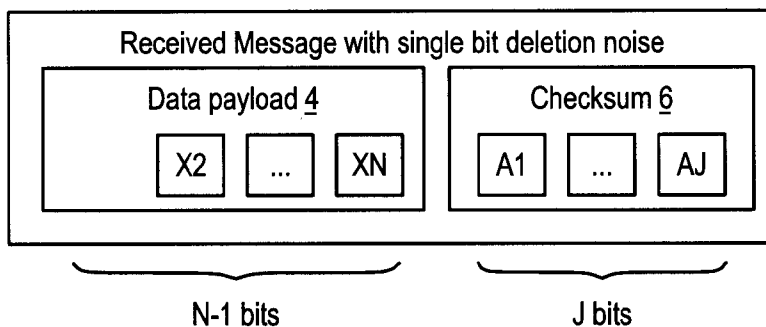 Received Message with single bit deletion noise
Data payload 4
Checksum 6
X2 ... XN
A1 ... AJ
N-1 bits
J bits